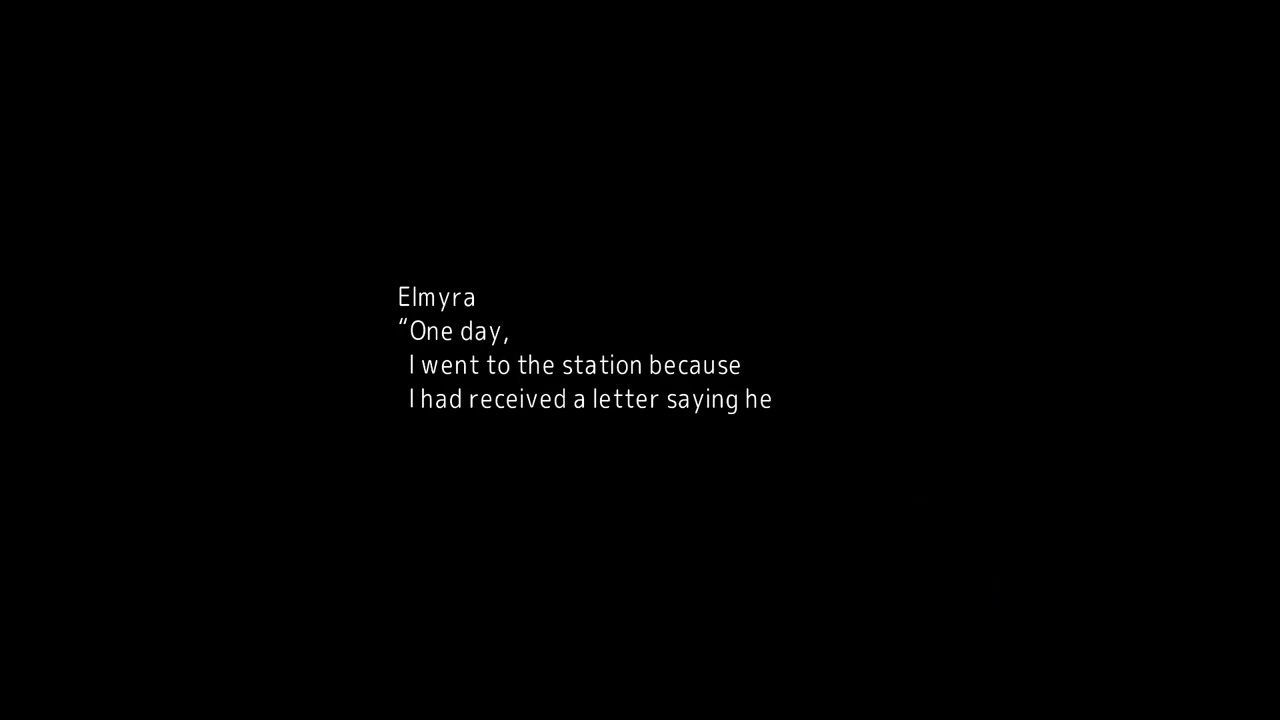 Elmyra
“One day,
I went to the station because
I had received a letter saying he